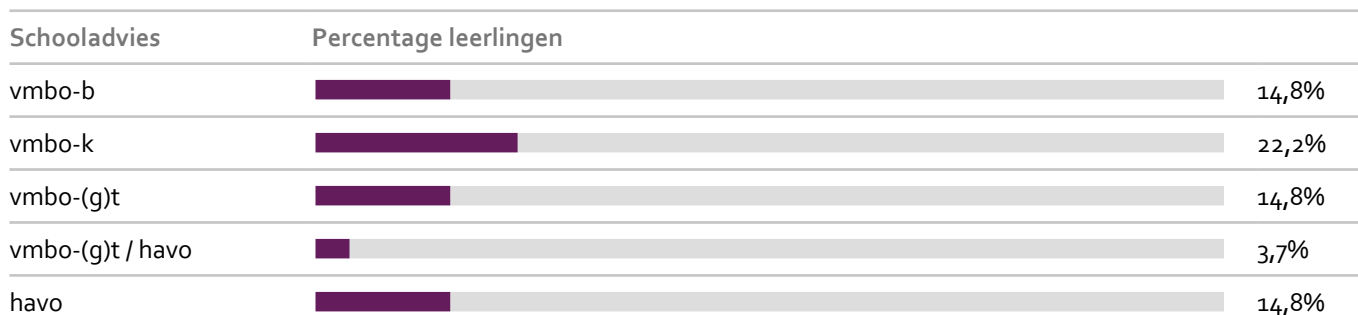 Schooladvies Percentage leerlingen
vmbo-b 14,8%
vmbo-k 22,2%
vmbo-(g)t 14,8%
vmbo-(g)t / havo 3,7%
havo 14,8%